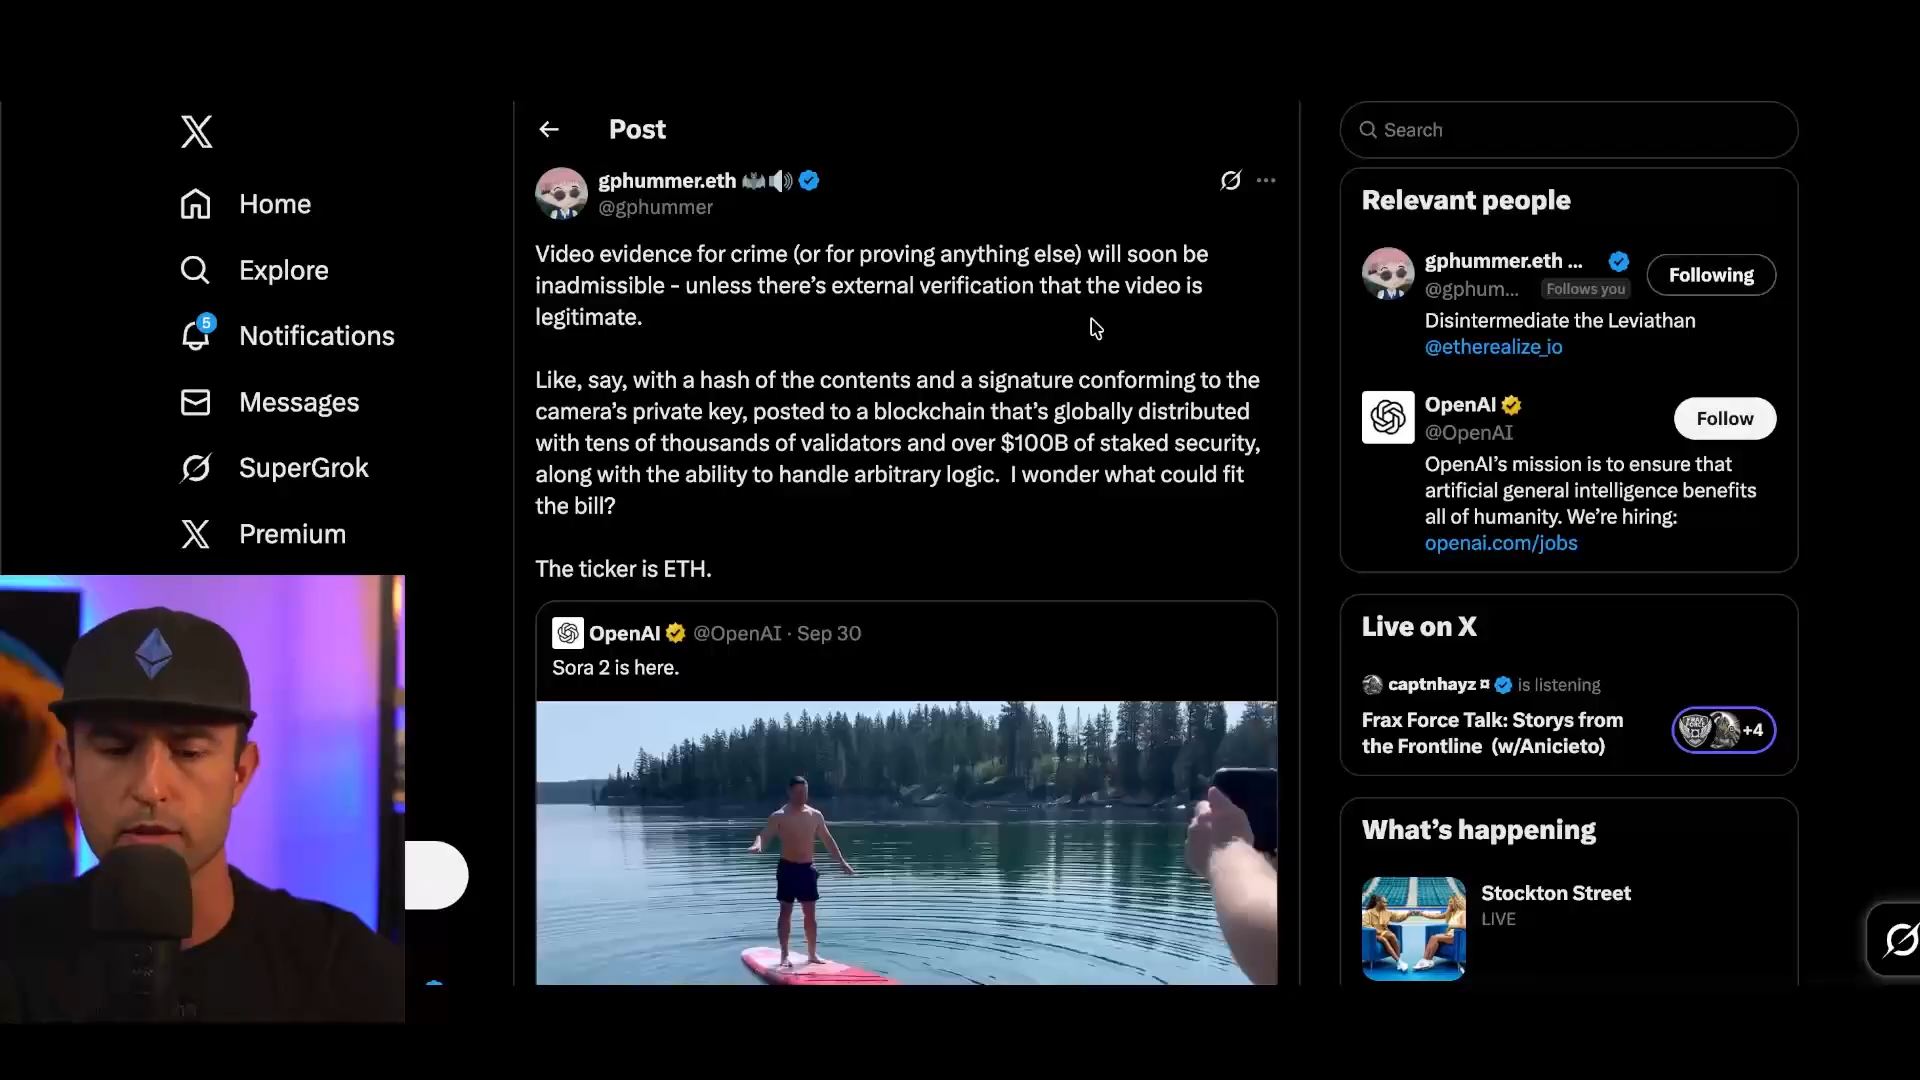 Home
Explore
5
Notifications
Messages
SuperGrok
Premium
Post
gphummer.eth
@gphummer
Video evidence for crime (or for proving anything else) will soon be
inadmissible - unless there's external verification that the video is
legitimate.
Like, say, with a hash of the contents and a signature conforming to the
camera's private key, posted to a blockchain that's globally distributed
with tens of thousands of validators and over $100B of staked security,
along with the ability to handle arbitrary logic.  I wonder what could fit
the bill?
The ticker is ETH.
OpenAI @OpenAI · Sep 30
Sora 2 is here.
Search
Relevant people
gphummer.eth ...
@gphum... Follows you
Following
Disintermediate the Leviathan
@etherealize_io
OpenAI
@OpenAI
Follow
OpenAI's mission is to ensure that
artificial general intelligence benefits
all of humanity. We're hiring:
openai.com/jobs
Live on X
captnhayz ¤ is listening
Frax Force Talk: Storys from
the Frontline (w/Anicieto)
+4
What's happening
Stockton Street
LIVE